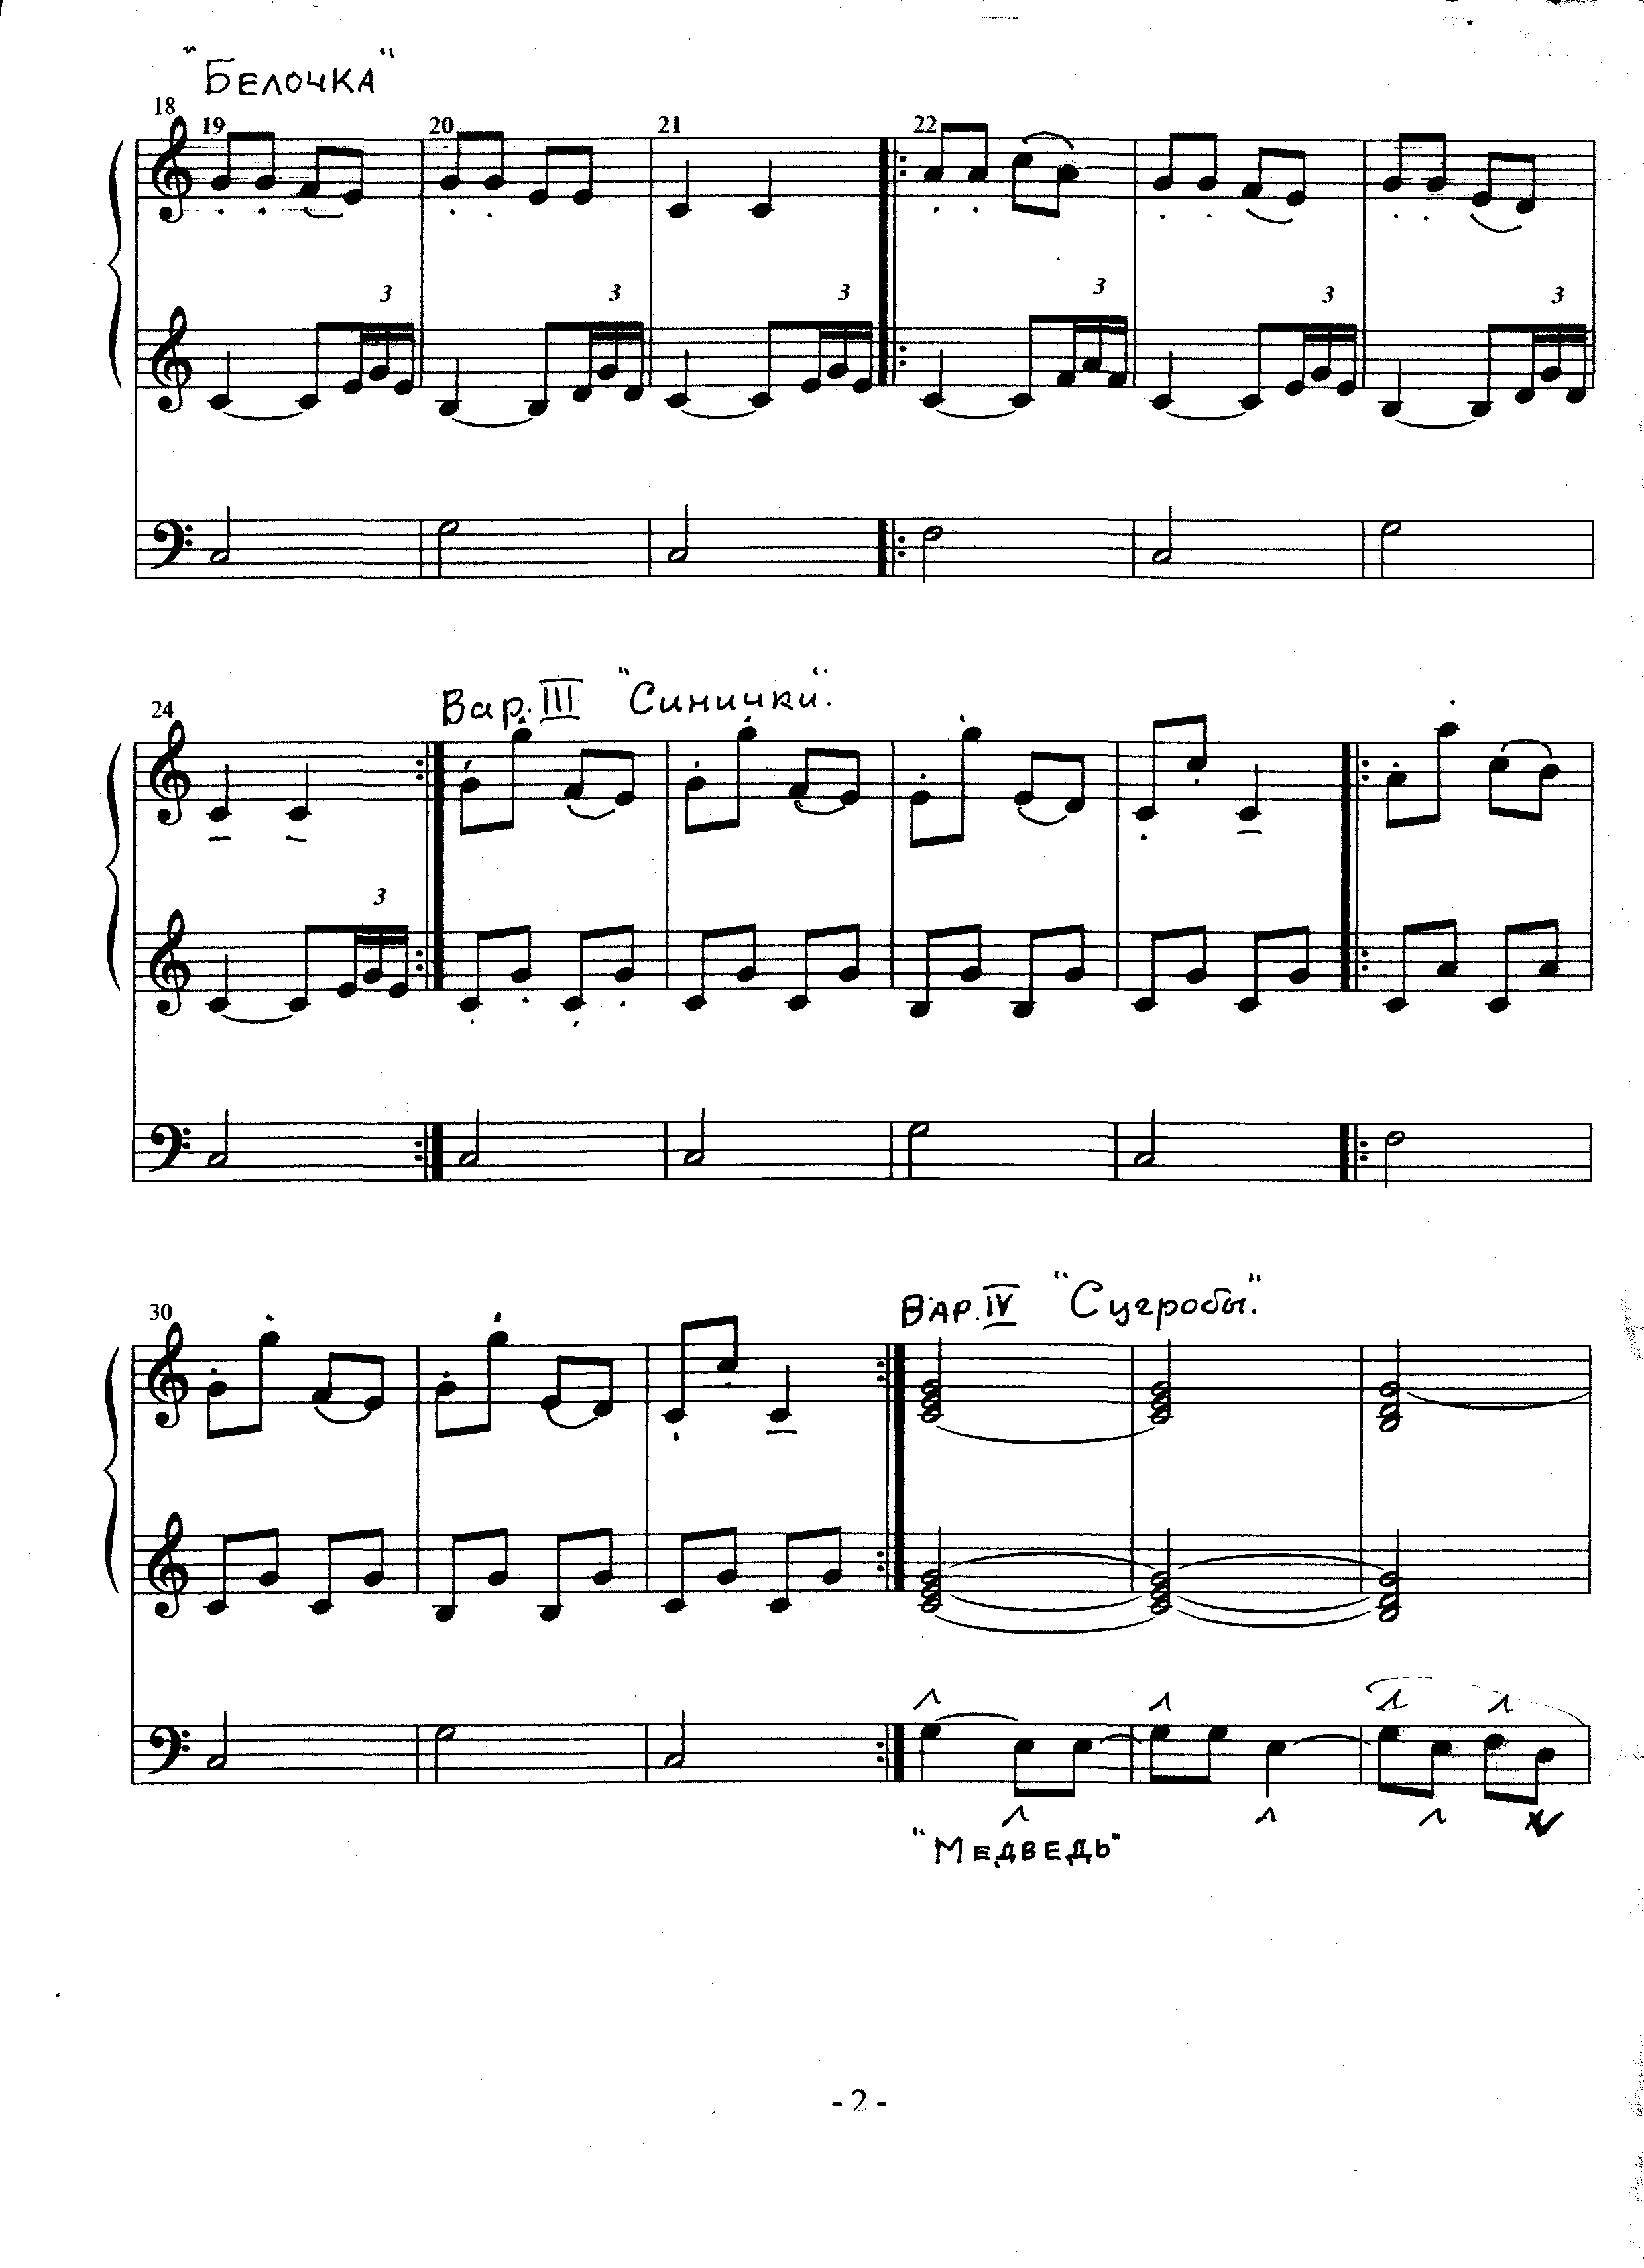 "Белочка"
18
19 20 21 22
3 3 3 3 3 3
24
Вар. III "Синички".
3
30
Вар. IV "Сугробы."
"Медведь"
- 2 -